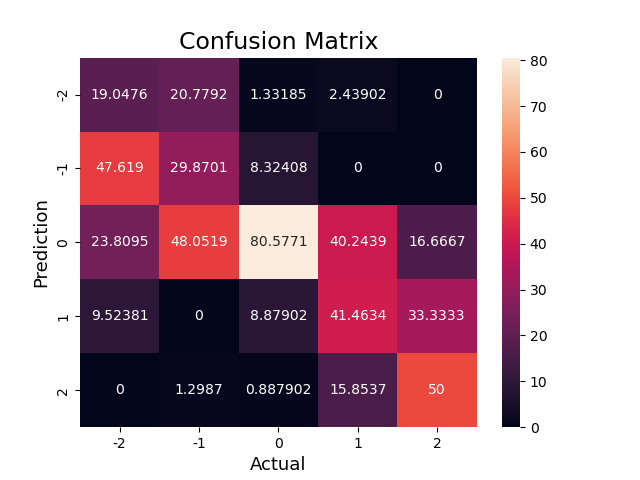 Confusion Matrix
-2 19.0476 20.7792 1.33185 2.43902 0 80
70
-1 47.619 29.8701 8.32408 0 0 60
50
Prediction 0 23.8095 48.0519 80.5771 40.2439 16.6667 40
30
1 9.52381 0 8.87902 41.4634 33.3333 20
10
2 0 1.2987 0.887902 15.8537 50 0
-2 -1 0 1 2
Actual